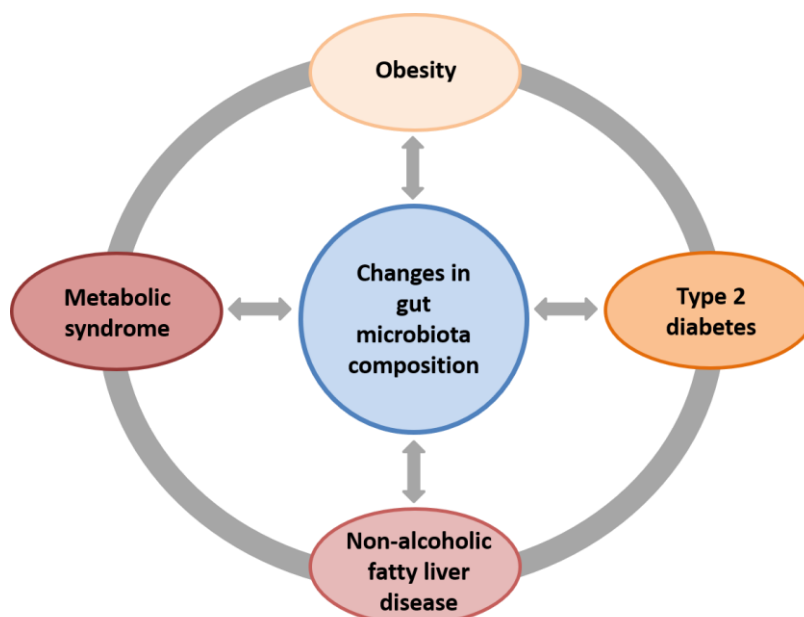 Obesity
Changes in
gut
microbiota
composition
Metabolic
syndrome
Type 2
diabetes
Non-alcoholic
fatty liver
disease